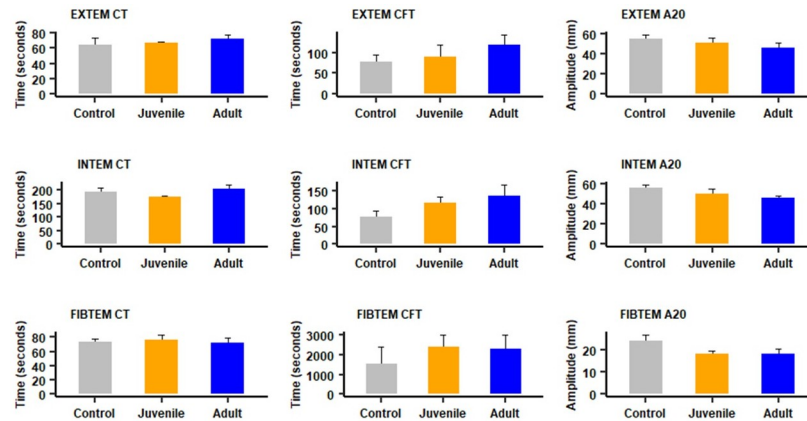 EXTEM CT
Time (seconds)
80
60
40
20
0
Control Juvenile Adult
EXTEM CFT
Time (seconds)
100
50
0
Control Juvenile Adult
EXTEM A20
Amplitude (mm)
60
40
20
0
Control Juvenile Adult
INTEM CT
Time (seconds)
200
150
100
50
0
Control Juvenile Adult
INTEM CFT
Time (seconds)
150
100
50
0
Control Juvenile Adult
INTEM A20
Amplitude (mm)
60
40
20
0
Control Juvenile Adult
FIBTEM CT
Time (seconds)
80
60
40
20
0
Control Juvenile Adult
FIBTEM CFT
Time (seconds)
3000
2000
1000
0
Control Juvenile Adult
FIBTEM A20
Amplitude (mm)
20
10
0
Control Juvenile Adult